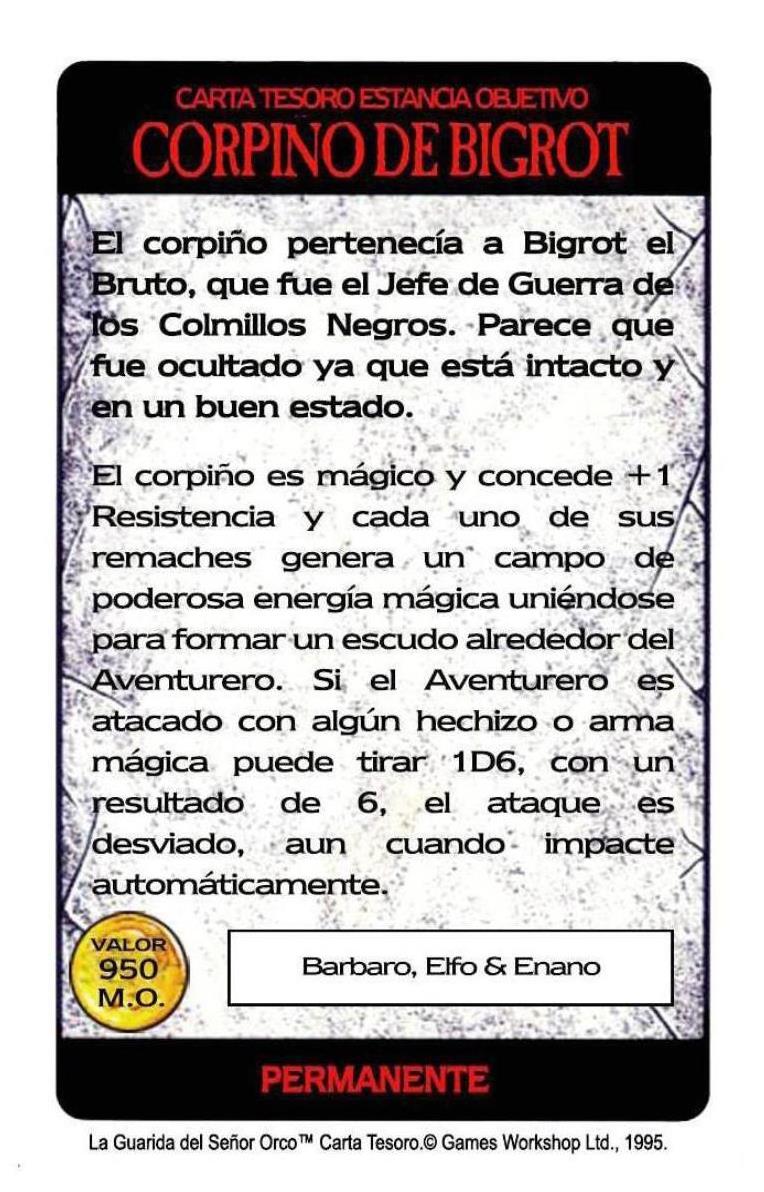 CARTA TESORO ESTANCIA OBJETIVO
CORPIÑO DE BIGROT
El corpiño pertenecía a Bigrot el
Bruto, que fue el Jefe de Guerra de
los Colmillos Negros. Parece que
fue ocultado ya que está intacto y
en un buen estado.
El corpiño es mágico y concede +1
Resistencia y cada uno de sus
remaches genera un campo de
poderosa energía mágica uniéndose
para formar un escudo alrededor del
Aventurero. Si el Aventurero es
atacado con algún hechizo o arma
mágica puede tirar 1D6, con un
resultado de 6, el ataque es
desviado, aun cuando impacte
automáticamente.
VALOR
950
M.O.
Barbaro, Elfo & Enano
PERMANENTE
La Guarida del Señor Orco™ Carta Tesoro.© Games Workshop Ltd., 1995.